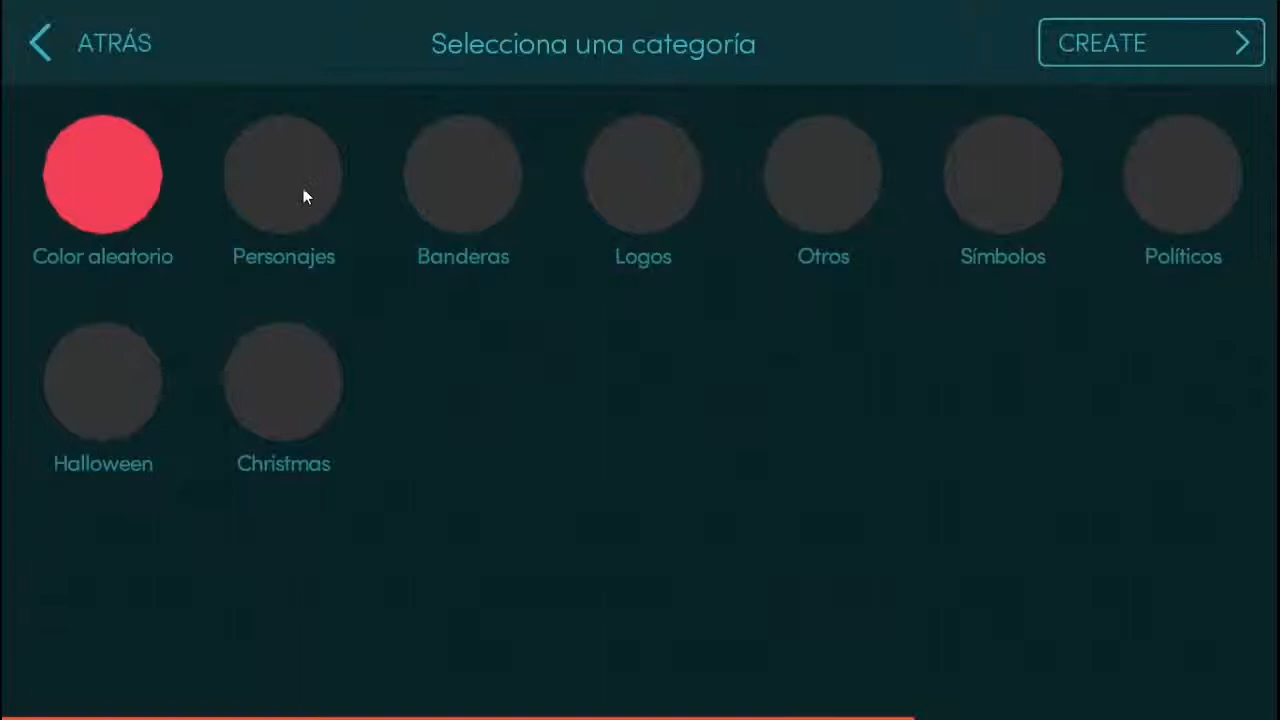 ATRÁS
Selecciona una categoría
CREATE
Color aleatorio
Personajes
Banderas
Logos
Otros
Símbolos
Políticos
Halloween
Christmas